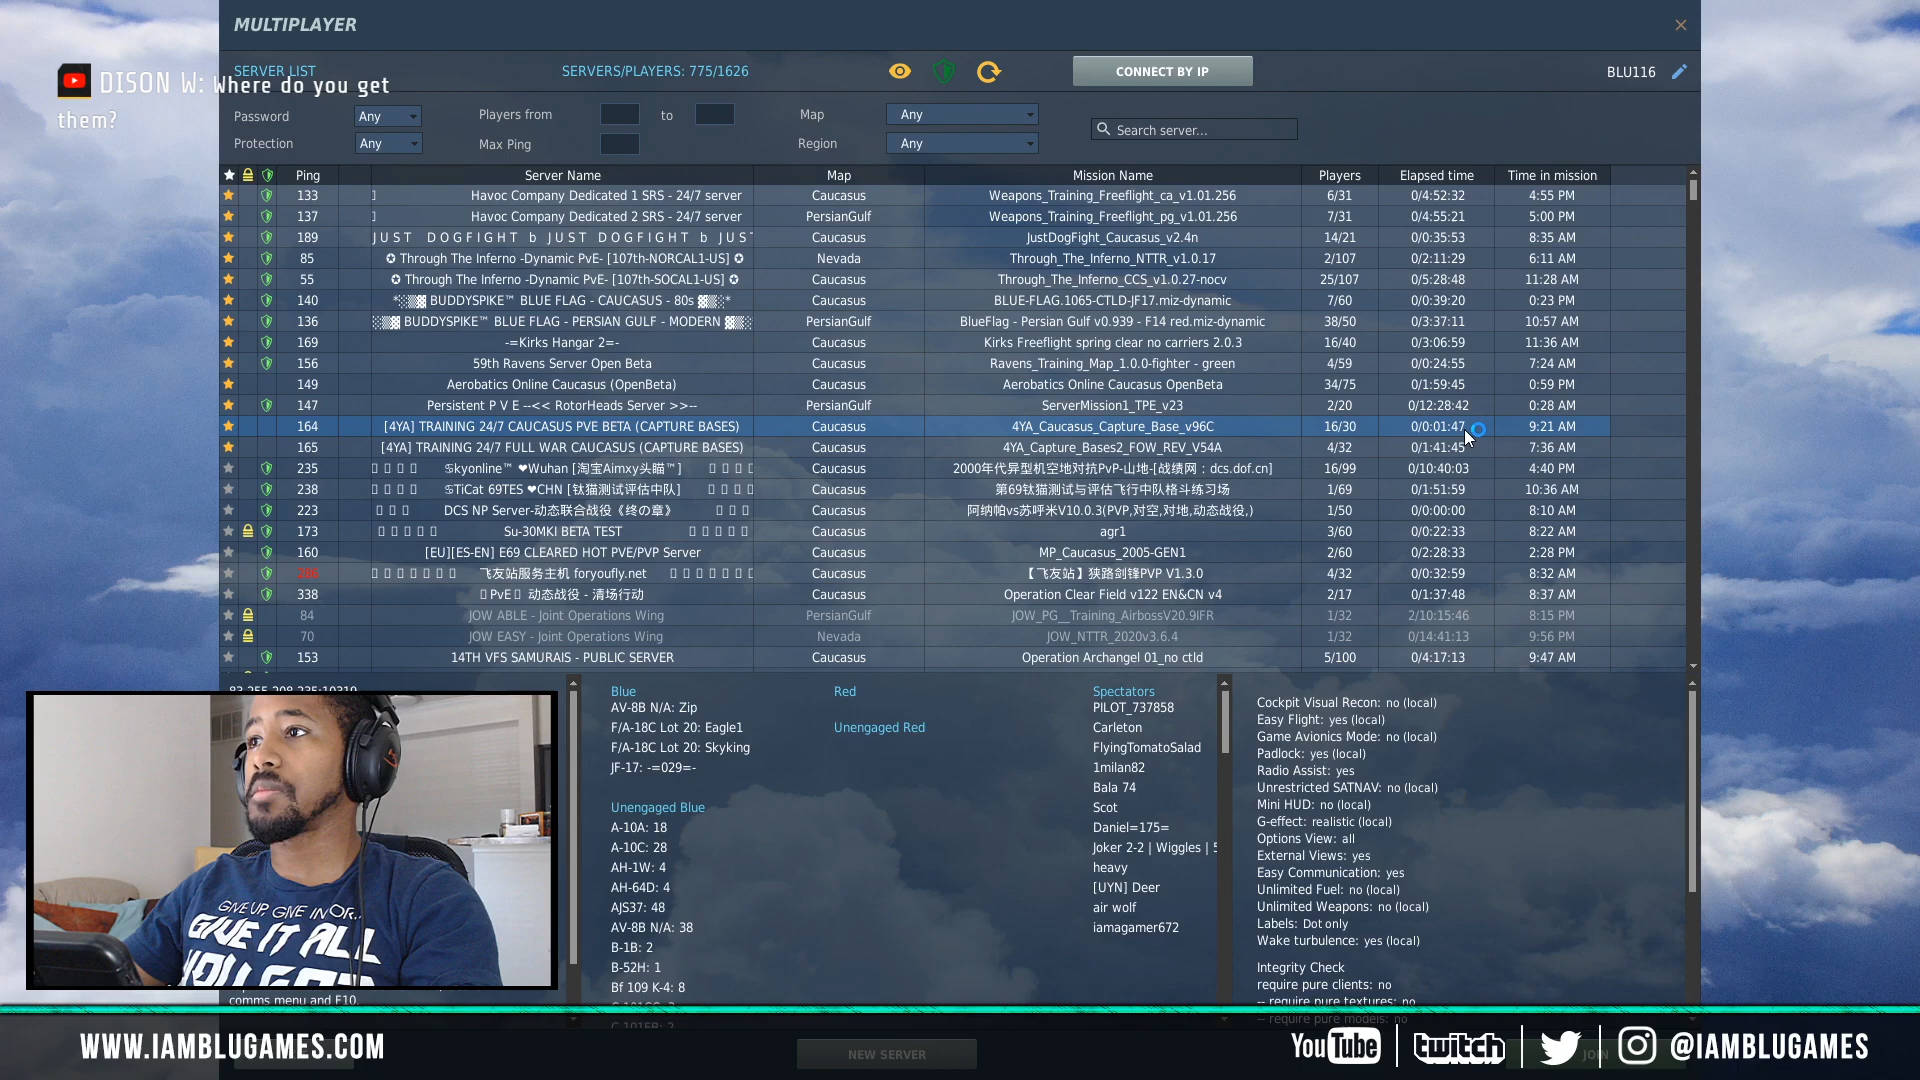 MULTIPLAYER
DISON W: Where do you get
them?
SERVER LIST
SERVERS/PLAYERS: 775/1626
CONNECT BY IP
BLU116
Password Any Players from to Map Any
Search server...
Protection Any Max Ping Region Any
Ping Server Name Map Mission Name Players Elapsed time Time in mission
133 Havoc Company Dedicated 1 SRS - 24/7 server Caucasus Weapons_Training_Freeflight_ca_v1.01.256 6/31 0/4:52:32 4:55 PM
137 Havoc Company Dedicated 2 SRS - 24/7 server PersianGulf Weapons_Training_Freeflight_pg_v1.01.256 7/31 0/4:55:21 5:00 PM
189 J U S T D O G F I G H T b J U S T D O G F I G H T b J U S T Caucasus JustDogFight_Caucasus_v2.4n 14/21 0/0:35:53 8:35 AM
85 ✪ Through The Inferno -Dynamic PvE- [107th-NORCAL1-US] ✪ Nevada Through_The_Inferno_NTTR_v1.0.17 2/107 0/2:11:29 6:11 AM
55 ✪ Through The Inferno -Dynamic PvE- [107th-SOCAL1-US] ✪ Caucasus Through_The_Inferno_CCS_v1.0.27-nocv 25/107 0/5:28:48 11:28 AM
140 *░▒▓ BUDDYSPIKE™ BLUE FLAG - CAUCASUS - 80s ▓▒░* Caucasus BLUE-FLAG.1065-CTLD-JF17.miz-dynamic 7/60 0/0:39:20 0:23 PM
136 ░▒▓ BUDDYSPIKE™ BLUE FLAG - PERSIAN GULF - MODERN ▓▒░ PersianGulf BlueFlag - Persian Gulf v0.939 - F14 red.miz-dynamic 38/50 0/3:37:11 10:57 AM
169 -=Kirks Hangar 2=- Caucasus Kirks Freeflight spring clear no carriers 2.0.3 16/40 0/3:06:59 11:36 AM
156 59th Ravens Server Open Beta Caucasus Ravens_Training_Map_1.0.0-fighter - green 4/59 0/0:24:55 7:24 AM
149 Aerobatics Online Caucasus (OpenBeta) Caucasus Aerobatics Online Caucasus OpenBeta 34/75 0/1:59:45 0:59 PM
147 Persistent P V E --<< RotorHeads Server >>-- PersianGulf ServerMission1_TPE_v23 2/20 0/12:28:42 0:28 AM
164 [4YA] TRAINING 24/7 CAUCASUS PVE BETA (CAPTURE BASES) Caucasus 4YA_Caucasus_Capture_Base_v96C 16/30 0/0:01:47 9:21 AM
165 [4YA] TRAINING 24/7 FULL WAR CAUCASUS (CAPTURE BASES) Caucasus 4YA_Capture_Bases2_FOW_REV_V54A 4/32 0/1:41:45 7:36 AM
235 Skyonline™ ❤Wuhan [淘宝Aimxy头瞄™] Caucasus 2000年代异型机空地对抗PvP-山地-[战绩网：dcs.dof.cn] 16/99 0/10:40:03 4:40 PM
238 TiCat 69TES ❤CHN [钛猫测试评估中队] Caucasus 第69钛猫测试与评估飞行中队格斗练习场 1/69 0/1:51:59 10:36 AM
223 DCS NP Server-动态联合战役《终の章》 Caucasus 阿纳帕vs苏呼米V10.0.3(PVP,对空,对地,动态战役,) 1/50 0/0:00:00 8:10 AM
173 Su-30MKI BETA TEST Caucasus agr1 3/60 0/0:22:33 8:22 AM
160 [EU][ES-EN] E69 CLEARED HOT PVE/PVP Server Caucasus MP_Caucasus_2005-GEN1 2/60 0/2:28:33 2:28 PM
飞友站服务主机 foryoufly.net Caucasus 【飞友站】狭路剑锋PVP V1.3.0 4/32 0/0:32:59 8:32 AM
338 PvE 动态战役 - 清场行动 Caucasus Operation Clear Field v122 EN&CN v4 2/17 0/1:37:48 8:37 AM
84 JOW ABLE - Joint Operations Wing PersianGulf JOW_PG__Training_AirbossV20.9IFR 1/32 2/10:15:46 8:15 PM
70 JOW EASY - Joint Operations Wing Nevada JOW_NTTR_2020v3.6.4 1/32 0/14:41:13 9:56 PM
153 14TH VFS SAMURAIS - PUBLIC SERVER Caucasus Operation Archangel 01_no ctld 5/100 0/4:17:13 9:47 AM
Blue
AV-8B N/A: Zip
F/A-18C Lot 20: Eagle1
F/A-18C Lot 20: Skyking
JF-17: -=029=-
Unengaged Blue
A-10A: 18
A-10C: 28
AH-1W: 4
AH-64D: 4
AJS37: 48
AV-8B N/A: 38
B-1B: 2
B-52H: 1
Bf 109 K-4: 8
Red
Unengaged Red
Spectators
PILOT_737858
Carleton
FlyingTomatoSalad
1milan82
Bala 74
Scot
Daniel=175=
Joker 2-2 | Wiggles |
heavy
[UYN] Deer
air wolf
iamagamer672
Cockpit Visual Recon: no (local)
Easy Flight: yes (local)
Game Avionics Mode: no (local)
Padlock: yes (local)
Radio Assist: yes
Unrestricted SATNAV: no (local)
Mini HUD: no (local)
G-effect: realistic (local)
Options View: all
External Views: yes
Easy Communication: yes
Unlimited Fuel: no (local)
Unlimited Weapons: no (local)
Labels: Dot only
Wake turbulence: yes (local)
Integrity Check
require pure clients: no
-- require pure textures: no
-- require pure models: no
GIVE UP, GIVE IN OR..
GIVE IT ALL
YOU GOT
comms menu and F10.
WWW.IAMBLUGAMES.COM
NEW SERVER
JOIN
YouTube twitch @IAMBLUGAMES